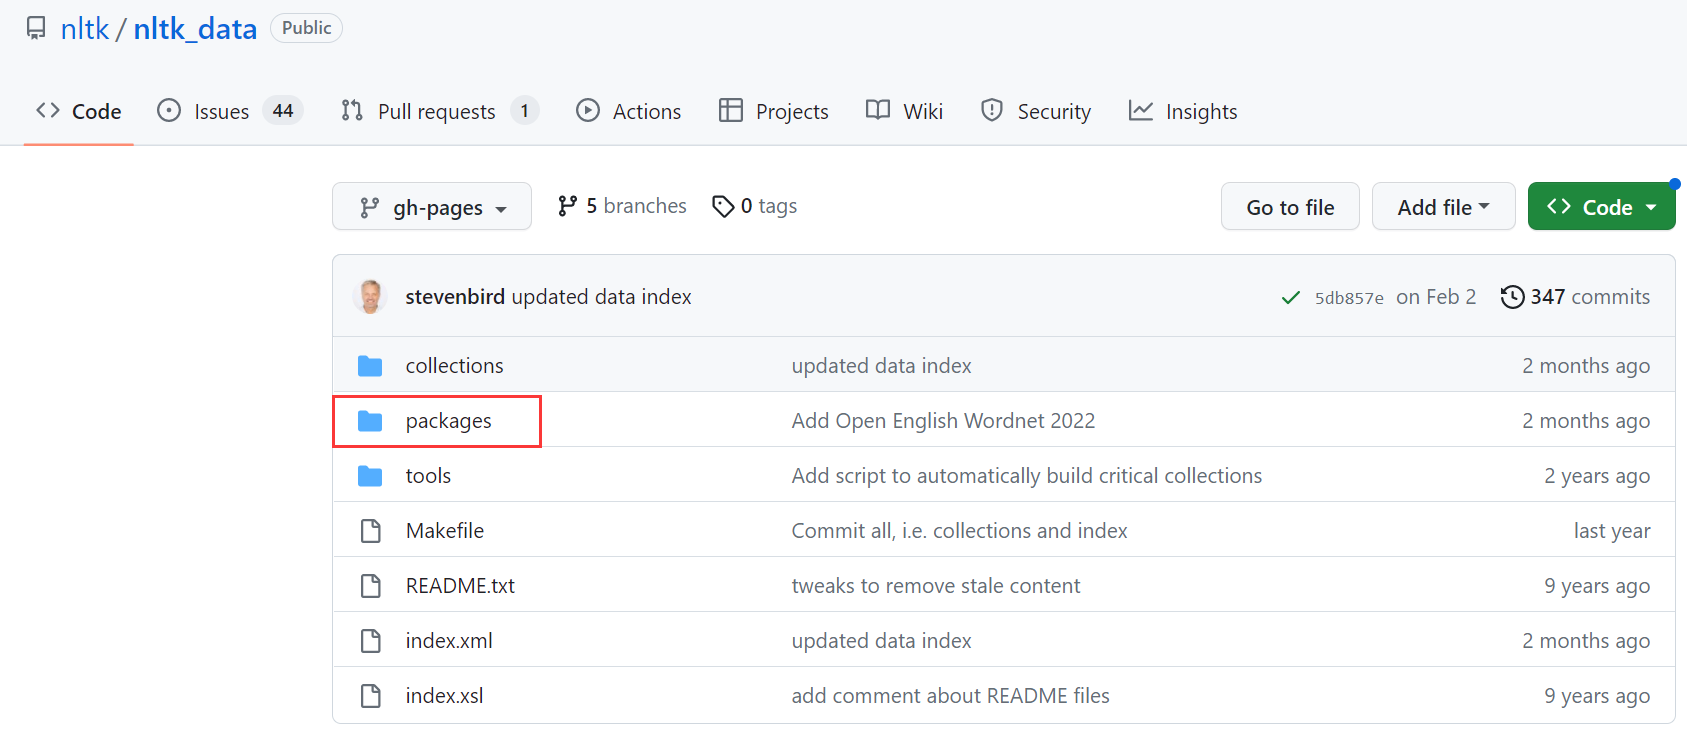 nltk / nltk_data Public
Code Issues 44 Pull requests 1 Actions Projects Wiki Security Insights
gh-pages 5 branches 0 tags Go to file Add file Code
stevenbird updated data index 5db857e on Feb 2 347 commits
collections updated data index 2 months ago
packages Add Open English Wordnet 2022 2 months ago
tools Add script to automatically build critical collections 2 years ago
Makefile Commit all, i.e. collections and index last year
README.txt tweaks to remove stale content 9 years ago
index.xml updated data index 2 months ago
index.xsl add comment about README files 9 years ago